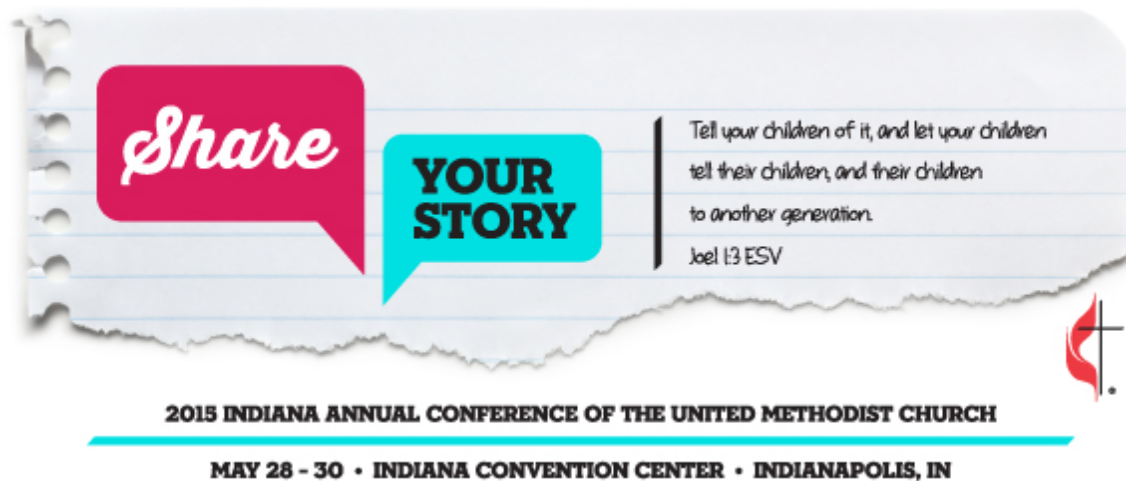 Share
YOUR
STORY
Tell your children of it, and let your children
tell their children, and their children
to another generation.
Joel 1:3 ESV
2015 INDIANA ANNUAL CONFERENCE OF THE UNITED METHODIST CHURCH
MAY 28 - 30 • INDIANA CONVENTION CENTER • INDIANAPOLIS, IN